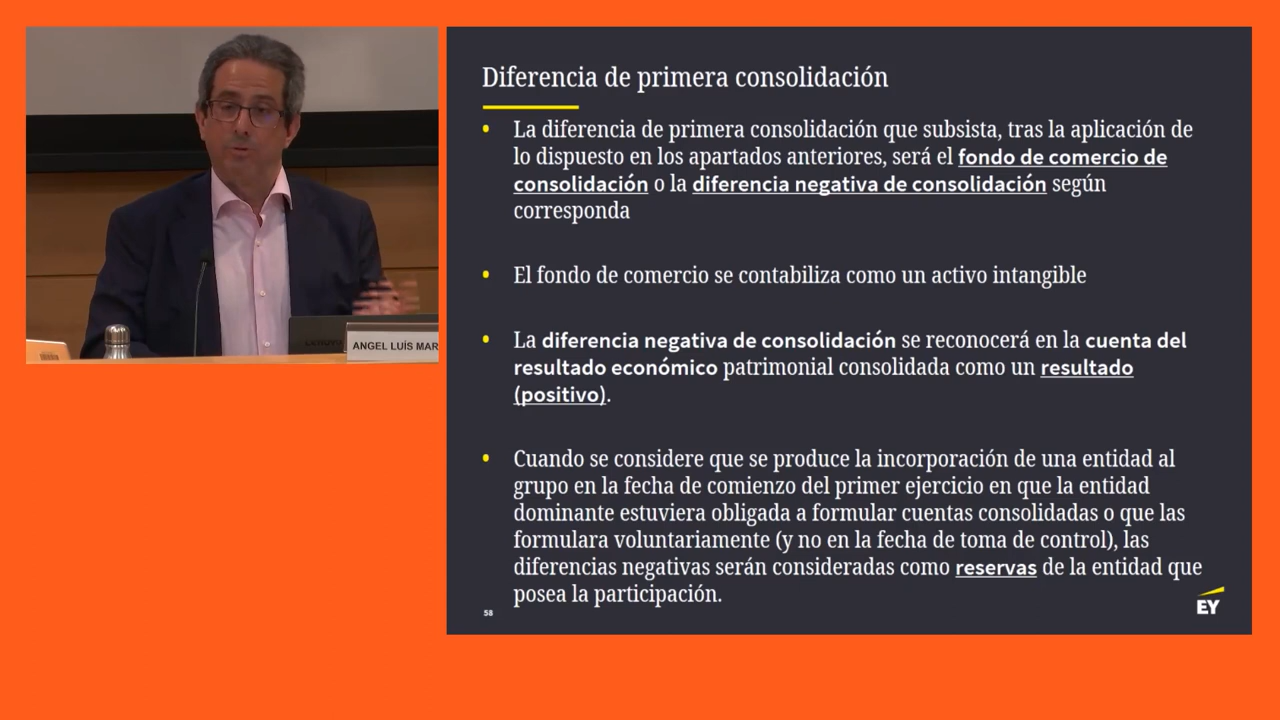 Diferencia de primera consolidación
• La diferencia de primera consolidación que subsista, tras la aplicación de
lo dispuesto en los apartados anteriores, será el fondo de comercio de
consolidación o la diferencia negativa de consolidación según
corresponda
• El fondo de comercio se contabiliza como un activo intangible
• La diferencia negativa de consolidación se reconocerá en la cuenta del
resultado económico patrimonial consolidada como un resultado
(positivo).
• Cuando se considere que se produce la incorporación de una entidad al
grupo en la fecha de comienzo del primer ejercicio en que la entidad
dominante estuviera obligada a formular cuentas consolidadas o que las
formulara voluntariamente (y no en la fecha de toma de control), las
diferencias negativas serán consideradas como reservas de la entidad que
posea la participación.
58
EY
ANGEL LUÍS MAR